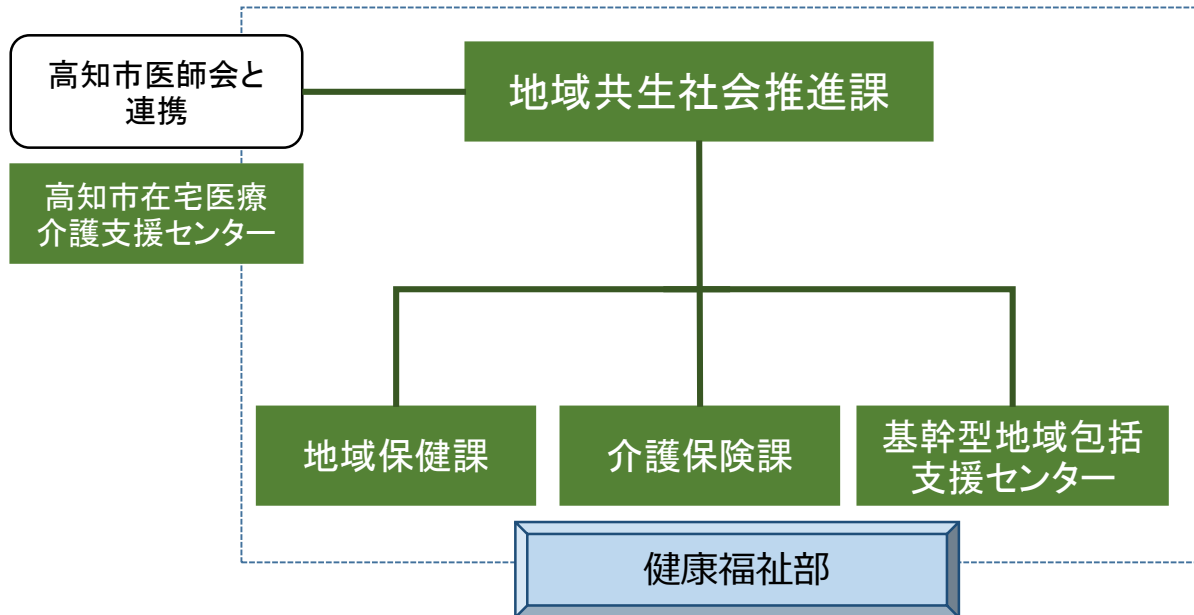 高知市医師会と
連携
地域共生社会推進課
高知市在宅医療
介護支援センター
地域保健課
介護保険課
基幹型地域包括
支援センター
健康福祉部